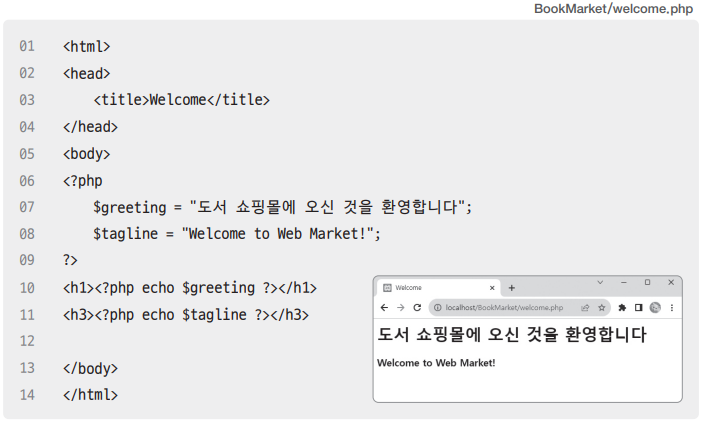 BookMarket/welcome.php
01 <html>
02 <head>
03     <title>Welcome</title>
04 </head>
05 <body>
06 <?php
07     $greeting = "도서 쇼핑몰에 오신 것을 환영합니다";
08     $tagline = "Welcome to Web Market!";
09 ?>
10 <h1><?php echo $greeting ?></h1>
11 <h3><?php echo $tagline ?></h3>
12
13 </body>
14 </html>
Welcome
localhost/BookMarket/welcome.php
도서 쇼핑몰에 오신 것을 환영합니다
Welcome to Web Market!